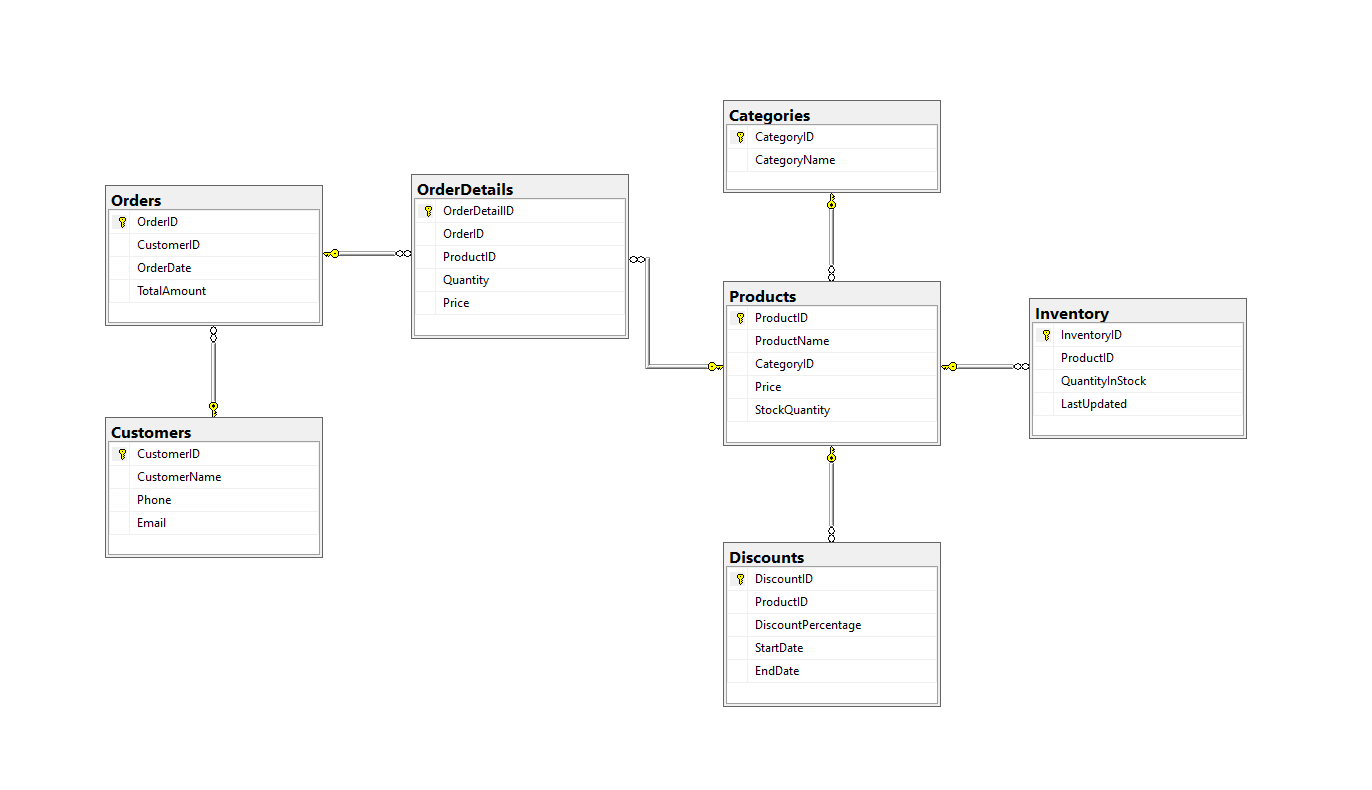 Categories
CategoryID
CategoryName
Orders
OrderID
CustomerID
OrderDate
TotalAmount
OrderDetails
OrderDetailID
OrderID
ProductID
Quantity
Price
Products
ProductID
ProductName
CategoryID
Price
StockQuantity
Inventory
InventoryID
ProductID
QuantityInStock
LastUpdated
Customers
CustomerID
CustomerName
Phone
Email
Discounts
DiscountID
ProductID
DiscountPercentage
StartDate
EndDate